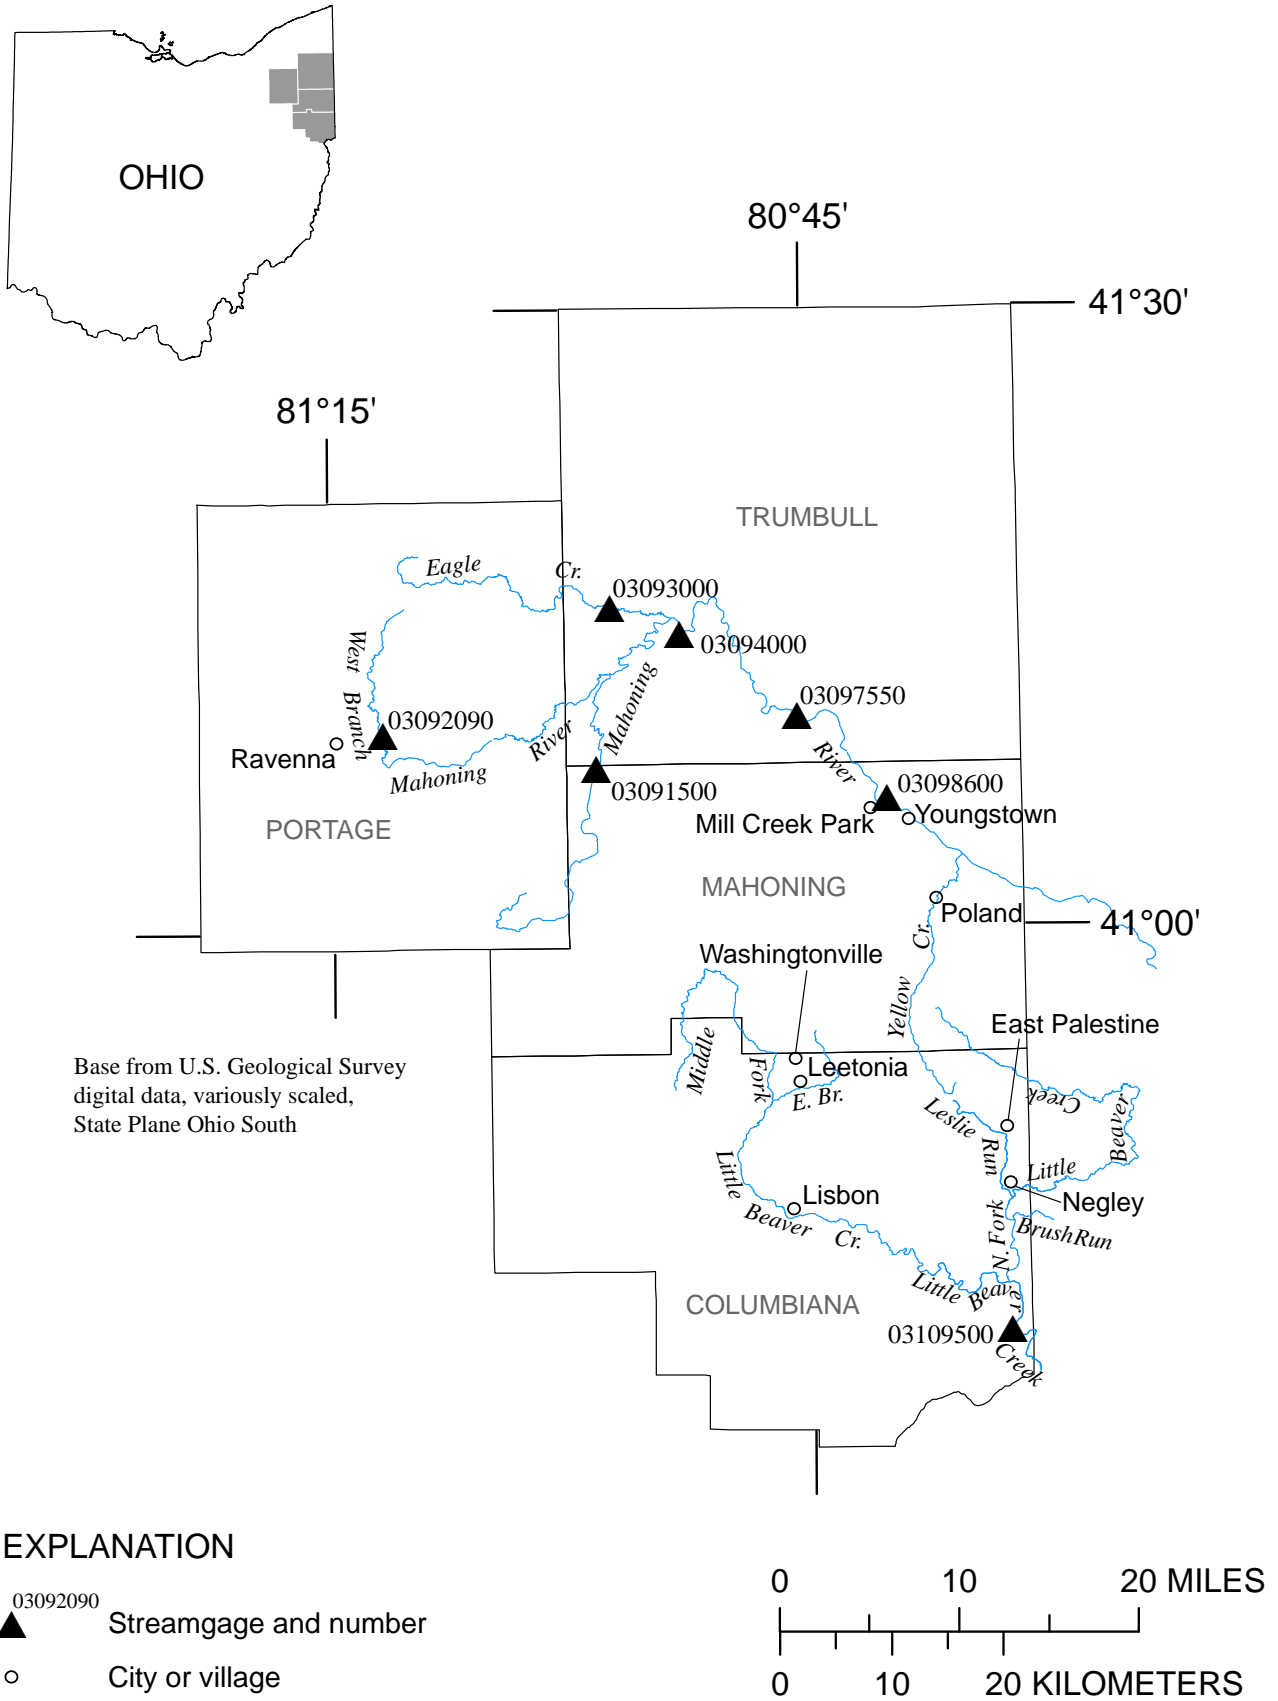 OHIO
80°45'
41°30'
81°15'
TRUMBULL
Eagle
Cr.
03093000
03094000
West
Branch
03092090
Ravenna
Mahoning
River
Mahoning
03097550
River
03091500
03098600
Mill Creek Park
Youngstown
PORTAGE
MAHONING
Poland
41°00'
Cr.
Yellow
Washingtonville
East Palestine
Base from U.S. Geological Survey
digital data, variously scaled,
State Plane Ohio South
Middle
Fork
Leetonia
E. Br.
Creek
Beaver
Leslie
Run
Little
Negley
Little
Lisbon
Beaver
Cr.
N. Fork
BrushRun
Little
Beaver
COLUMBIANA
03109500
Creek
EXPLANATION
03092090
Streamgage and number
City or village
0 10 20 MILES
0 10 20 KILOMETERS